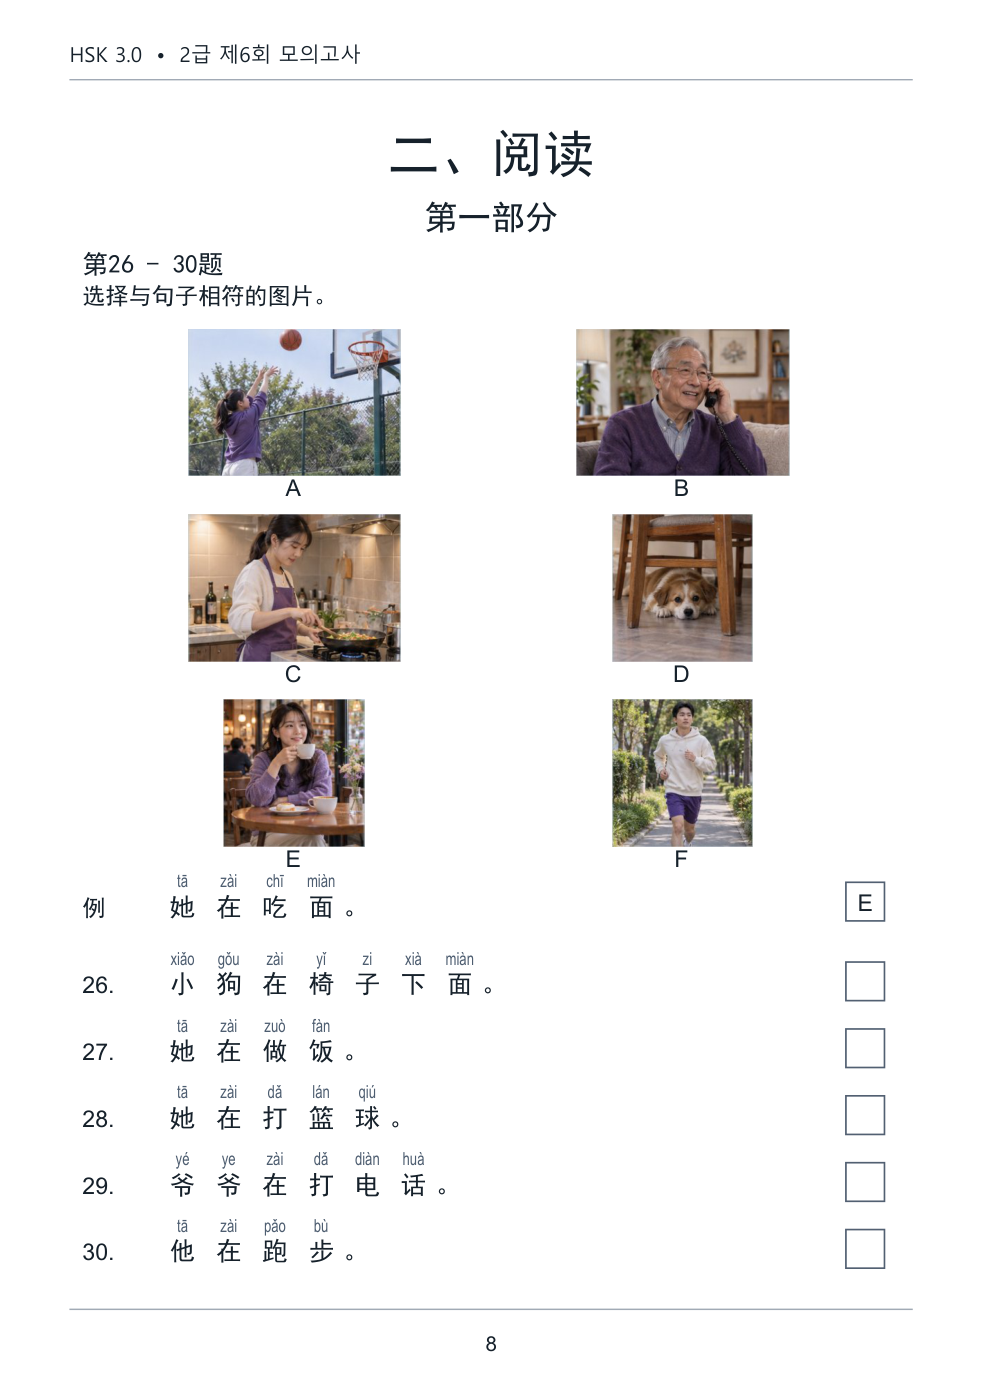 HSK 3.0 • 2급 제6회 모의고사
二、阅读
第一部分
第26 – 30题
选择与句子相符的图片。
A
B
C
D
E
F
tā zài chī miàn
例 她在吃面。 E
xiǎo gǒu zài yǐ zi xià miàn
26. 小狗在椅子下面。
tā zài zuò fàn
27. 她在做饭。
tā zài dǎ lán qiú
28. 她在打篮球。
yé ye zài dǎ diàn huà
29. 爷爷在打电话。
tā zài pǎo bù
30. 他在跑步。
8